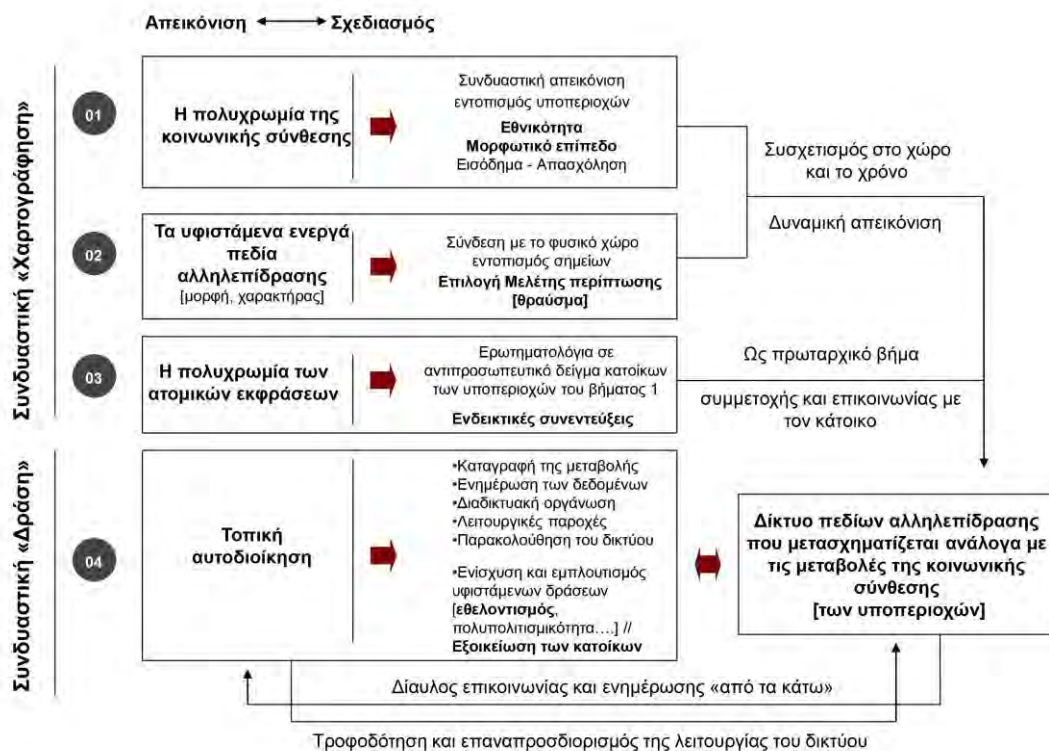 Απεικόνιση Σχεδιασμός
Συνδυαστική «Χαρτογράφηση»
01
Η πολυχρωμία της
κοινωνικής σύνθεσης
Συνδυαστική απεικόνιση
εντοπισμός υποπεριοχών
Εθνικότητα
Μορφωτικό επίπεδο
Εισόδημα - Απασχόληση
Συσχετισμός στο χώρο
και το χρόνο
Δυναμική απεικόνιση
02
Τα υφιστάμενα ενεργά
πεδία
αλληλεπίδρασης
[μορφή, χαρακτήρας]
Σύνδεση με το φυσικό χώρο
εντοπισμός σημείων
Επιλογή Μελέτης περίπτωσης
[θραύσμα]
03
Η πολυχρωμία των
ατομικών εκφράσεων
Ερωτηματολόγια σε
αντιπροσωπευτικό δείγμα κατοίκων
των υποπεριοχών του βήματος 1
Ενδεικτικές συνεντεύξεις
Ως πρωταρχικό βήμα
συμμετοχής και επικοινωνίας με
τον κάτοικο
Συνδυαστική «Δράση»
04
Τοπική
αυτοδιοίκηση
•Καταγραφή της μεταβολής
•Ενημέρωση των δεδομένων
•Διαδικτυακή οργάνωση
•Λειτουργικές παροχές
•Παρακολούθηση του δικτύου
•Ενίσχυση και εμπλουτισμός
υφιστάμενων δράσεων
[εθελοντισμός,
πολυπολιτισμικότητα....] //
Εξοικείωση των κατοίκων
Δίκτυο πεδίων αλληλεπίδρασης
που μετασχηματίζεται ανάλογα με
τις μεταβολές της κοινωνικής
σύνθεσης
[των υποπεριοχών]
Δίαυλος επικοινωνίας και ενημέρωσης «από τα κάτω»
Τροφοδότηση και επαναπροσδιορισμός της λειτουργίας του δικτύου